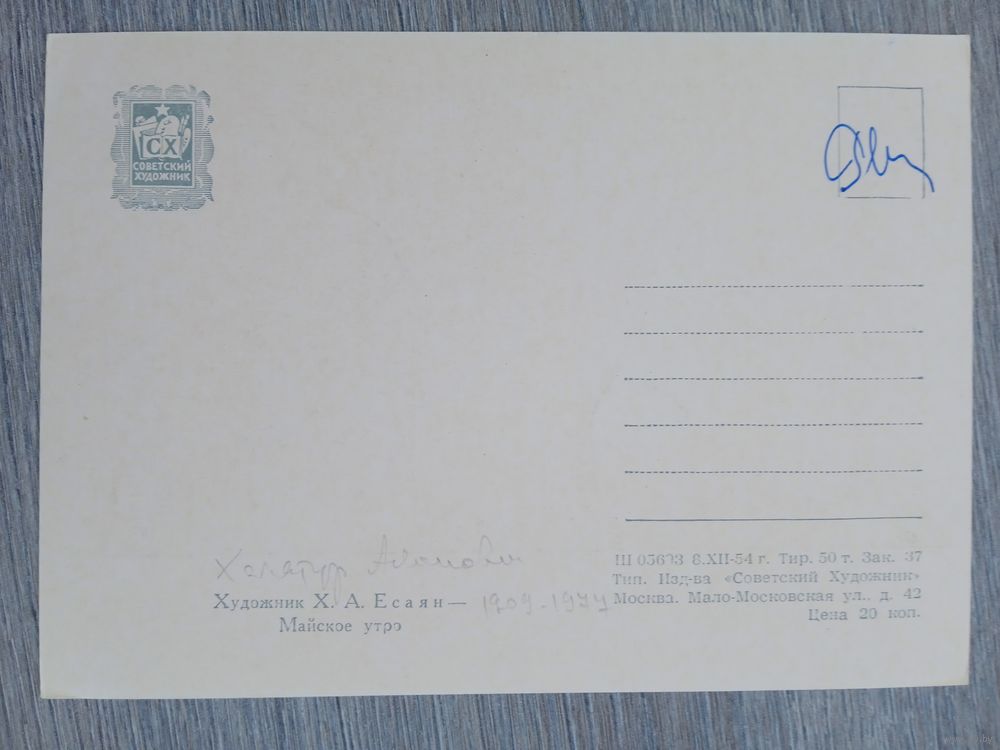 СХ
СОВЕТСКИЙ
ХУДОЖНИК
Хачатур
Художник Х. А. Есаян— 1909-1977
Майское утро
8.XII-54 г. Тир. 50 т. Зак. 37
Тип. Изд-ва «Советский Художник»
Москва. Мало-Московская ул., д. 42
Цена 20 коп.